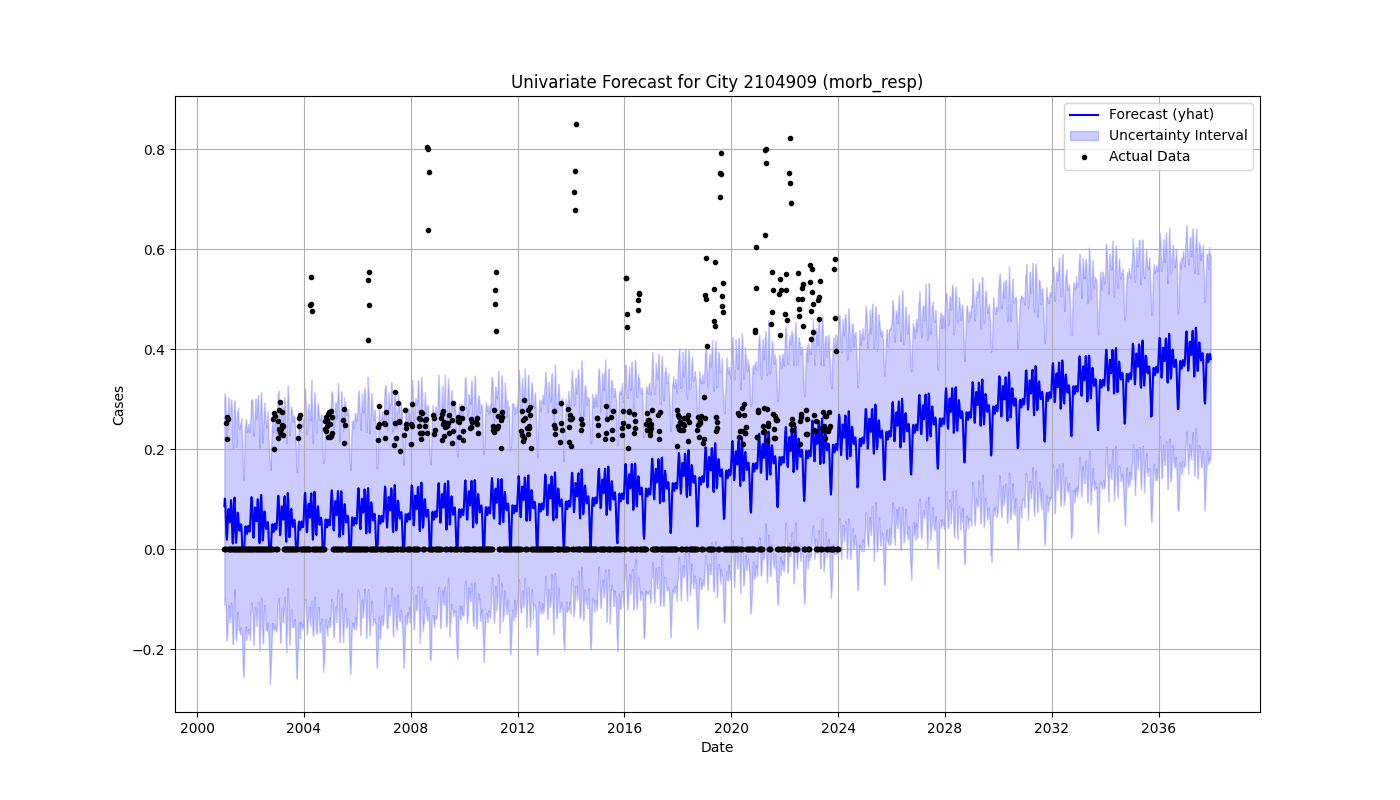 Univariate Forecast for City 2104909 (morb_resp)
Forecast (yhat)
Uncertainty Interval
Actual Data
Cases
0.8
0.6
0.4
0.2
0.0
−0.2
2000 2004 2008 2012 2016 2020 2024 2028 2032 2036
Date